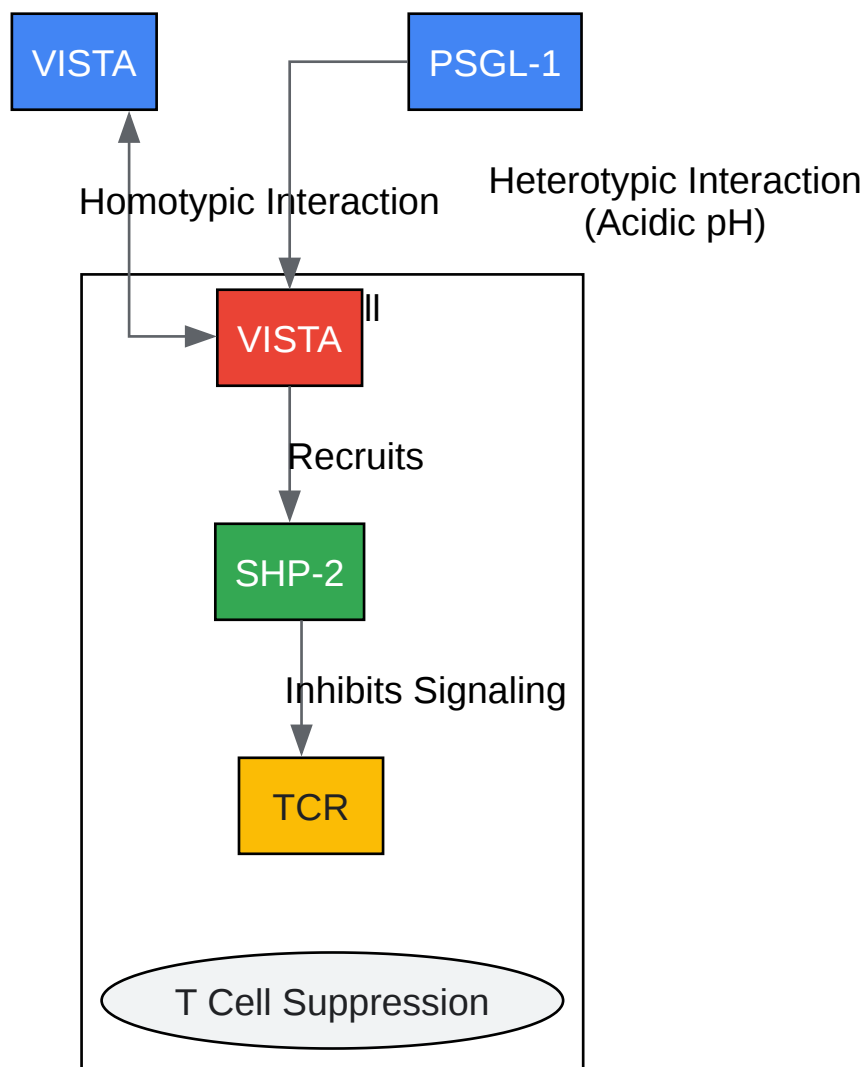 VISTA
PSGL-1
Homotypic Interaction
Heterotypic Interaction
(Acidic pH)
VISTA
Recruits
SHP-2
Inhibits Signaling
TCR
T Cell Suppression